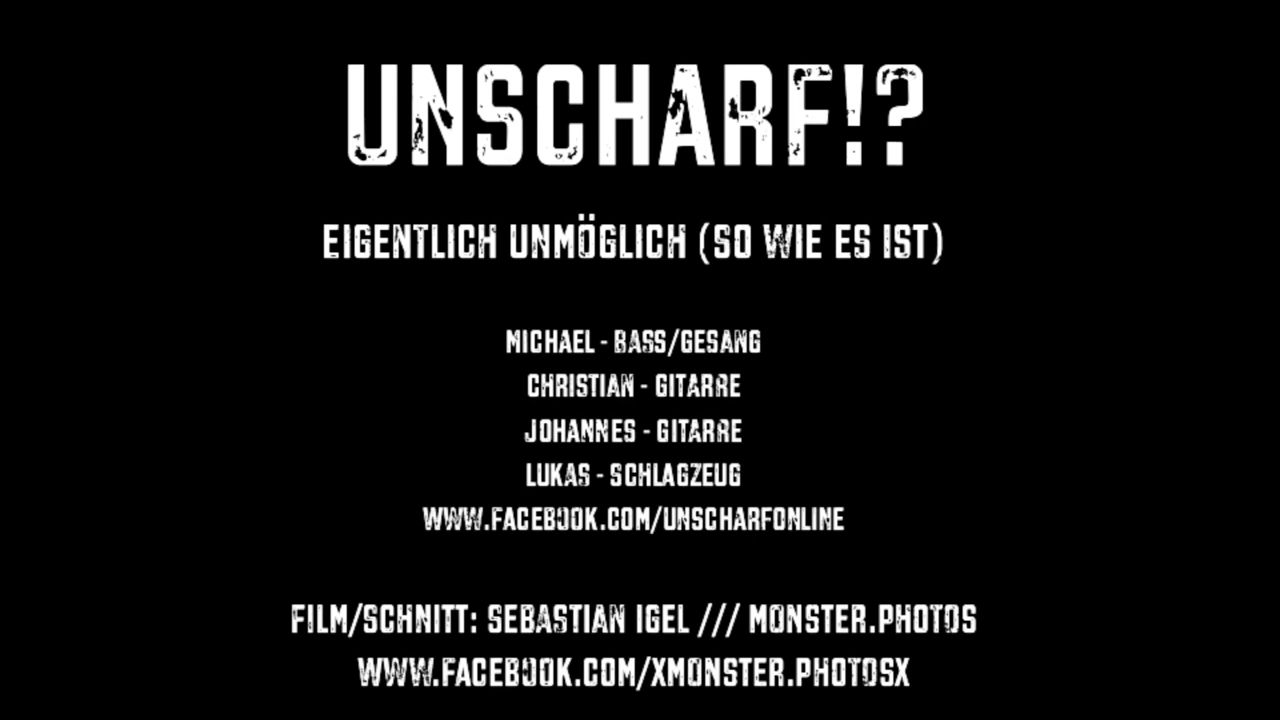 UNSCHARF!?
EIGENTLICH UNMÖGLICH (SO WIE ES IST)
MICHAEL - BASS/GESANG
CHRISTIAN - GITARRE
JOHANNES - GITARRE
LUKAS - SCHLAGZEUG
WWW.FACEBOOK.COM/UNSCHARFONLINE
FILM/SCHNITT: SEBASTIAN IGEL /// MONSTER.PHOTOS
WWW.FACEBOOK.COM/XMONSTER.PHOTOSX